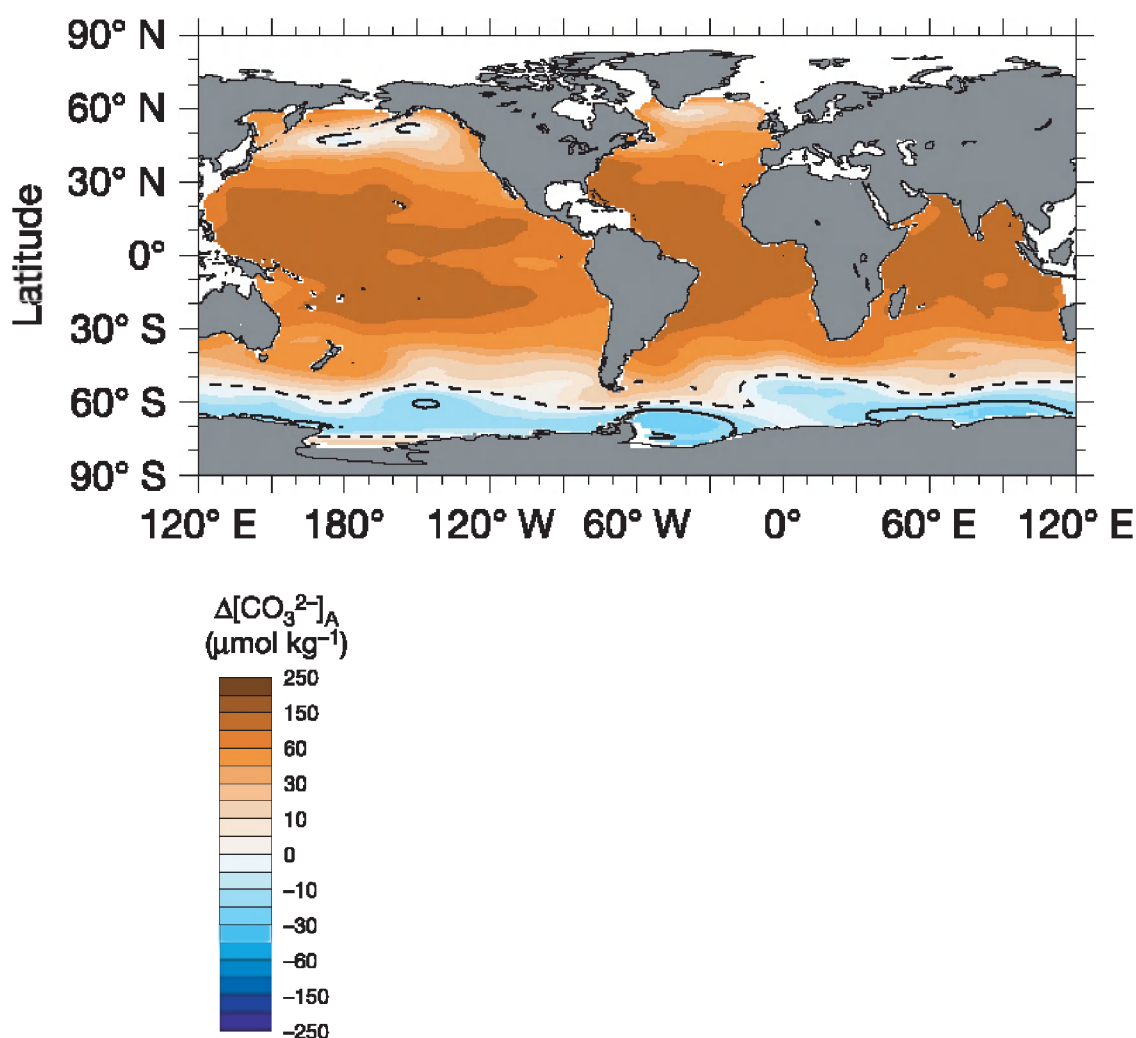 90° N
60° N
30° N
0°
30° S
60° S
90° S
Latitude
120° E 180° 120° W 60° W 0° 60° E 120° E
Δ[CO₃²⁻]A
(μmol kg⁻¹)
250
150
60
30
10
0
–10
–30
–60
–150
–250